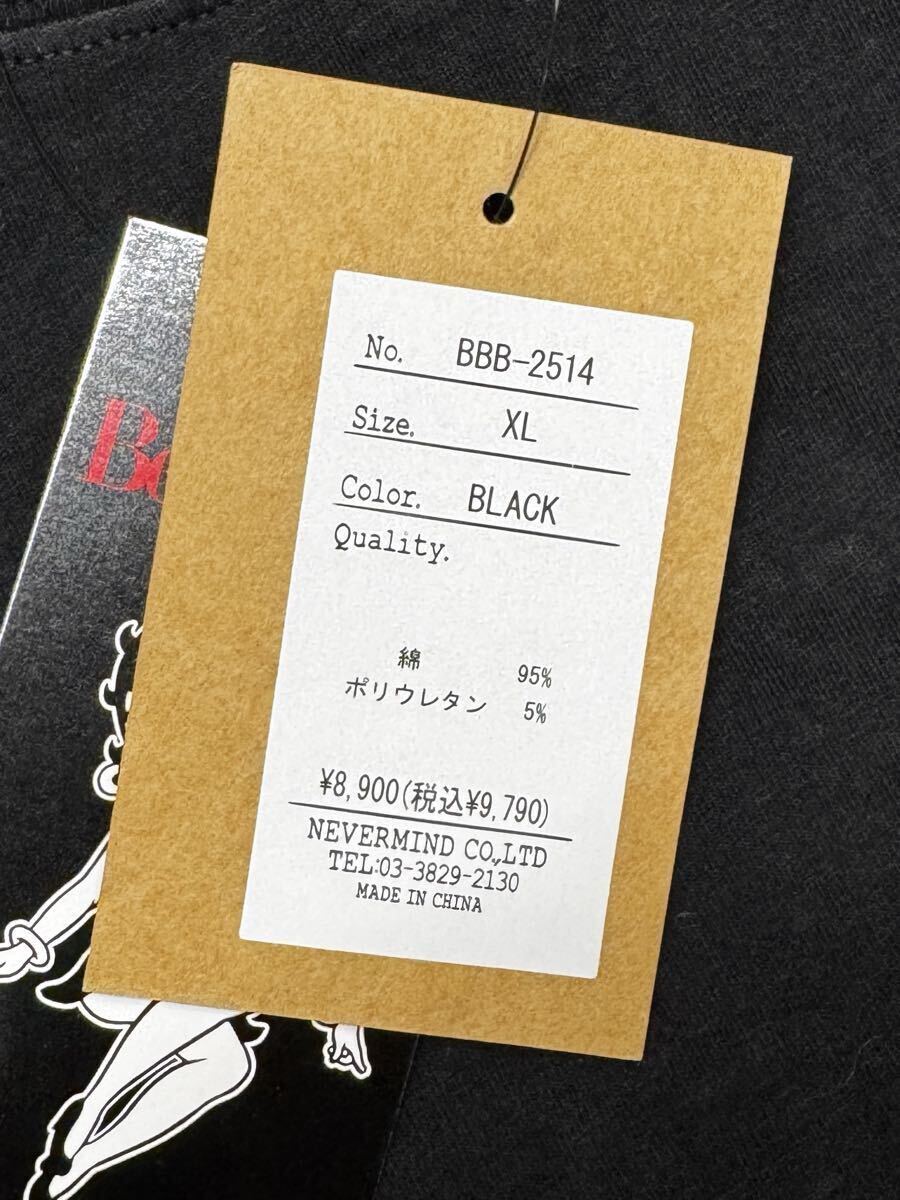 No. BBB-2514
Size. XL
Color. BLACK
Quality.
綿 95%
ポリウレタン 5%
¥8,900(税込¥9,790)
NEVERMIND CO.,LTD
TEL:03-3829-2130
MADE IN CHINA